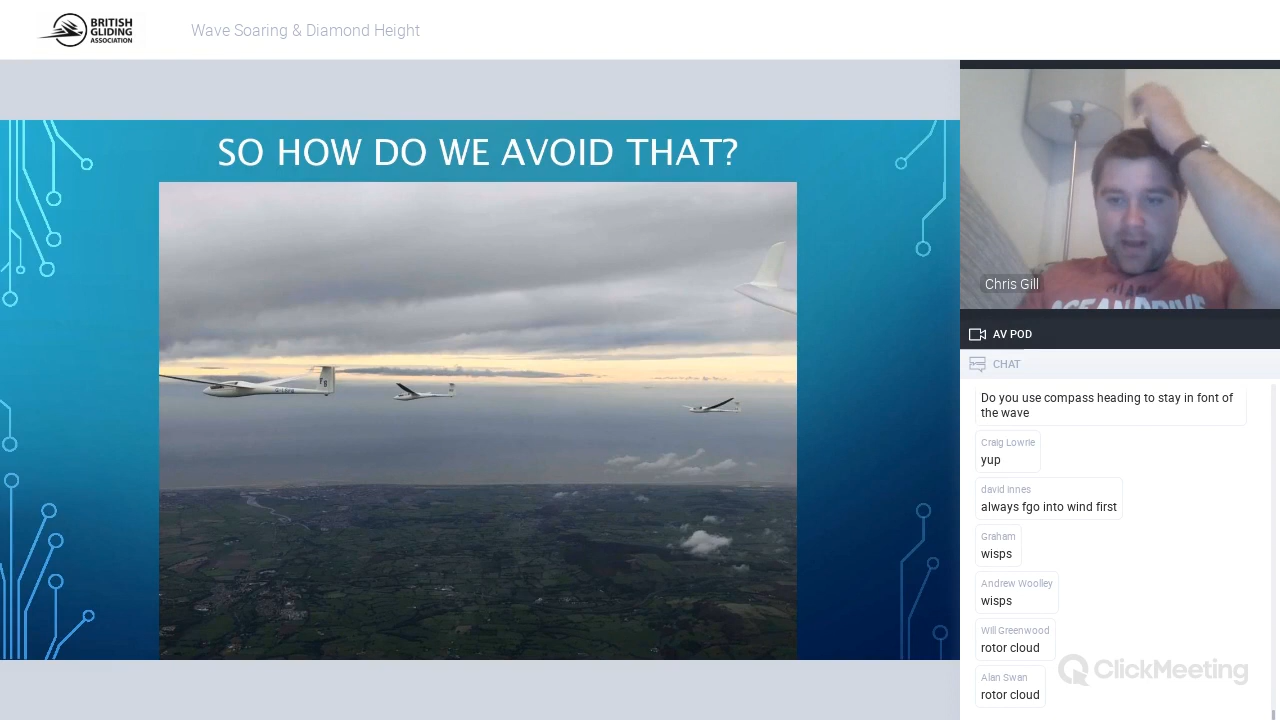 BRITISH
GLIDING
ASSOCIATION
Wave Soaring & Diamond Height
SO HOW DO WE AVOID THAT?
Chris Gill
AV POD
CHAT
Do you use compass heading to stay in font of
the wave
Craig Lowrie
yup
david innes
always fgo into wind first
Graham
wisps
Andrew Woolley
wisps
Will Greenwood
rotor cloud
Alan Swan
rotor cloud
ClickMeeting